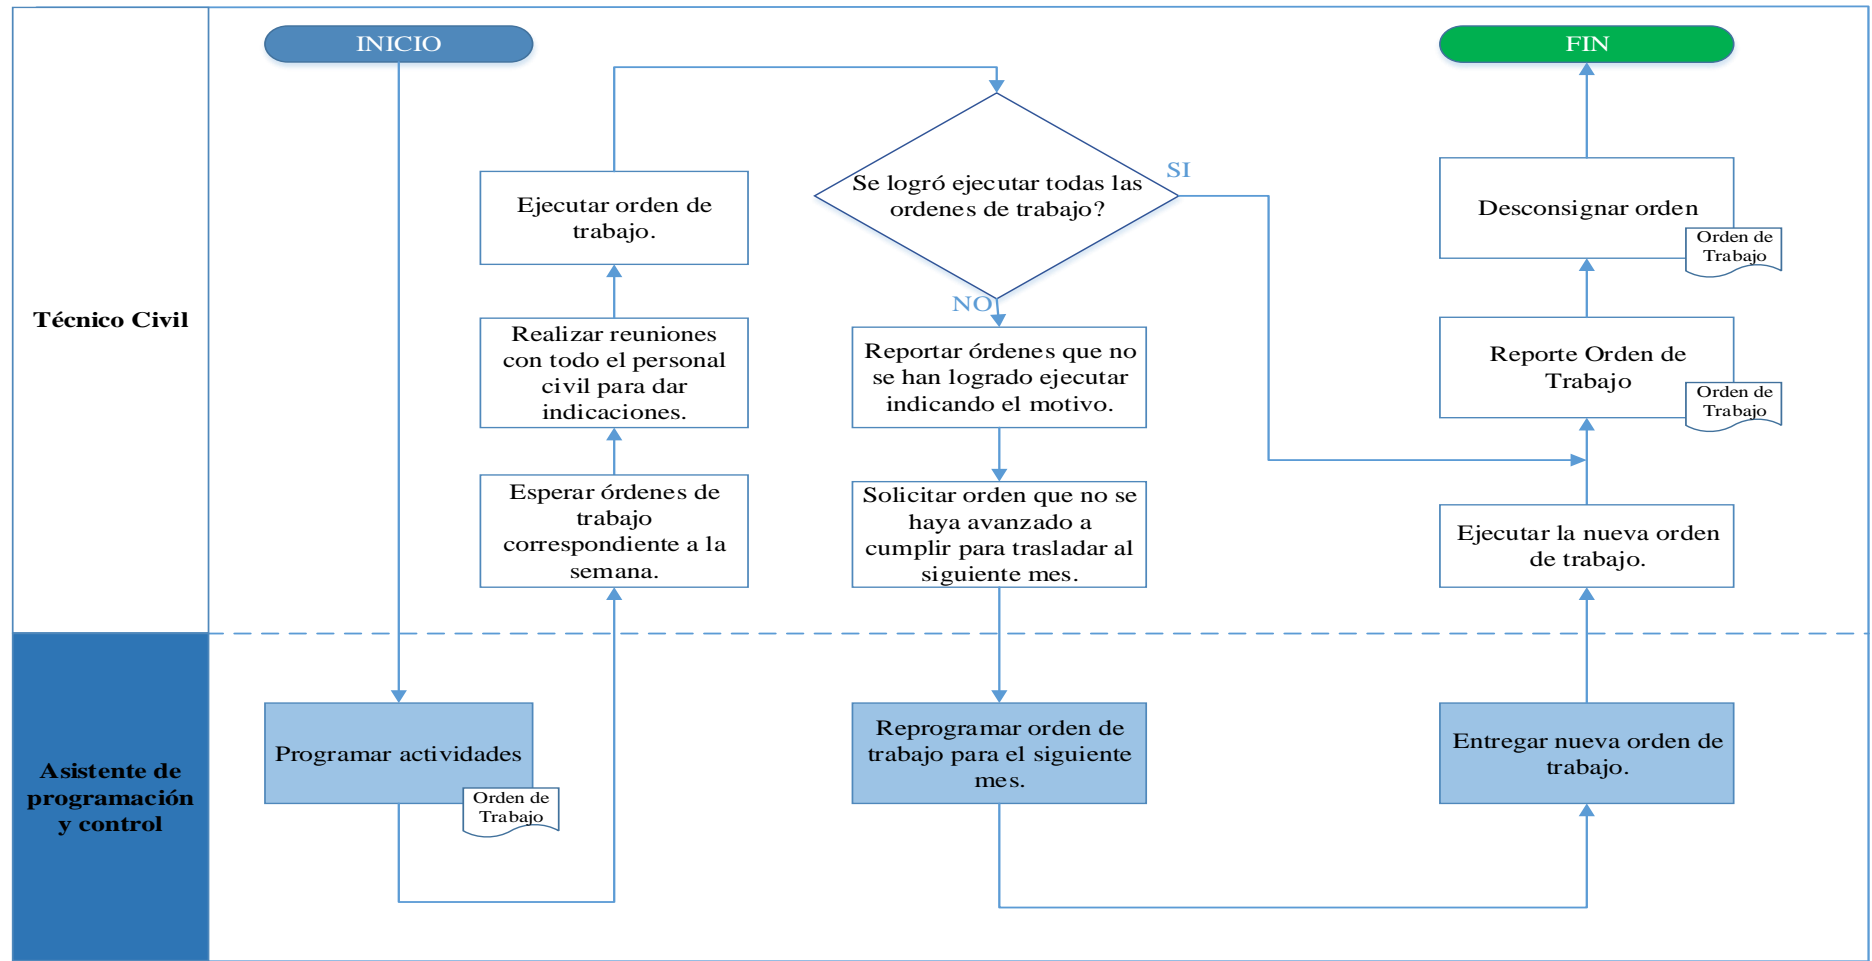 INICIO
FIN
Técnico Civil
Ejecutar orden de
trabajo.
Realizar reuniones
con todo el personal
civil para dar
indicaciones.
Esperar órdenes de
trabajo
correspondiente a la
semana.
Se logró ejecutar todas las
ordenes de trabajo?
SI
NO
Reportar órdenes que no
se han logrado ejecutar
indicando el motivo.
Solicitar orden que no se
haya avanzado a
cumplir para trasladar al
siguiente mes.
Desconsignar orden
Orden de
Trabajo
Reporte Orden de
Trabajo
Orden de
Trabajo
Ejecutar la nueva orden
de trabajo.
Asistente de
programación
y control
Programar actividades
Orden de
Trabajo
Reprogramar orden de
trabajo para el siguiente
mes.
Entregar nueva orden de
trabajo.